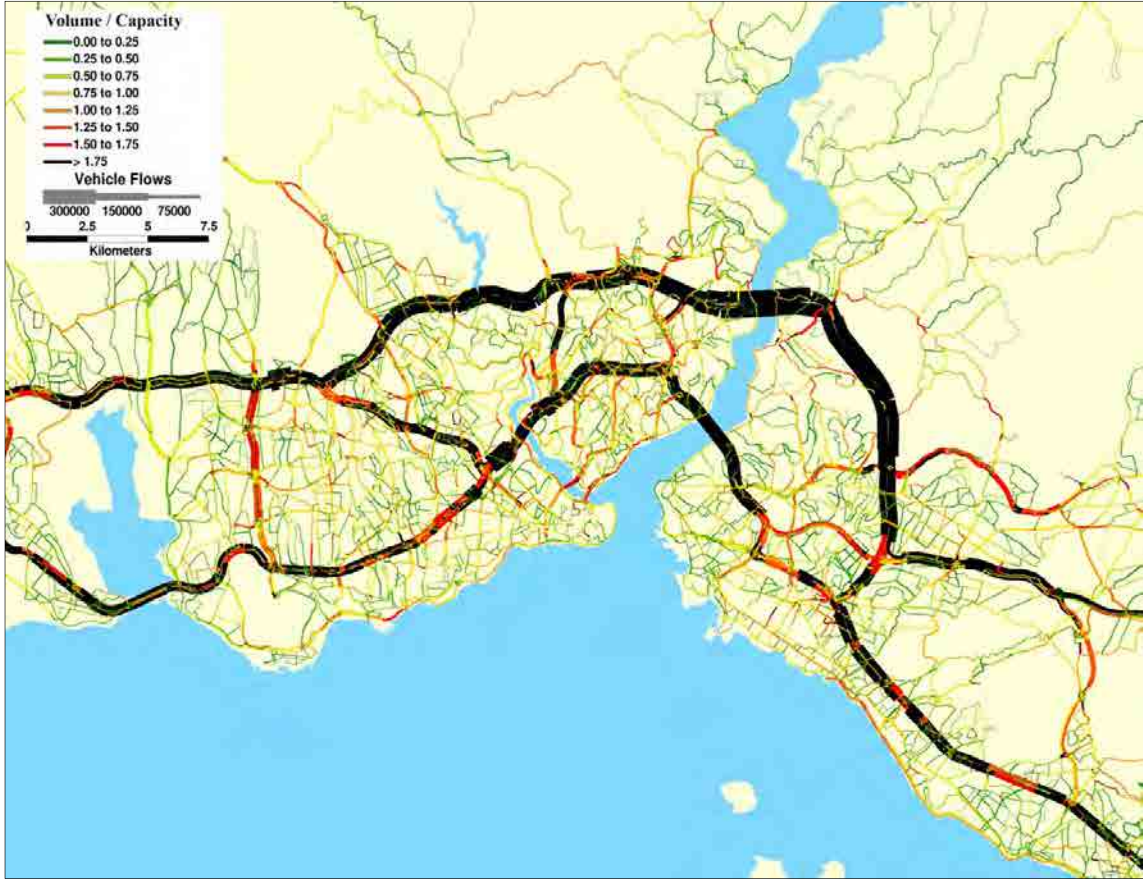 Volume / Capacity
0.00 to 0.25
0.25 to 0.50
0.50 to 0.75
0.75 to 1.00
1.00 to 1.25
1.25 to 1.50
1.50 to 1.75
> 1.75
Vehicle Flows
300000 150000 75000
0 2.5 5 7.5
Kilometers